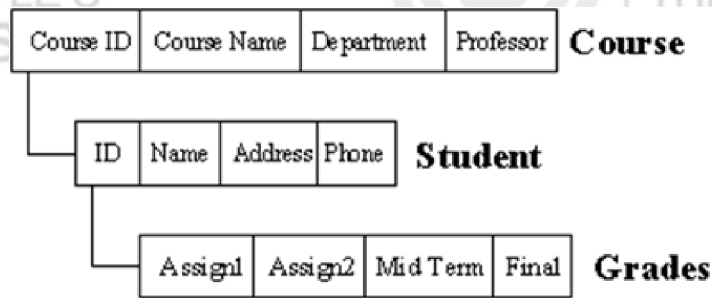 Course ID Course Name Department Professor Course
ID Name Address Phone Student
Assign1 Assign2 Mid Term Final Grades